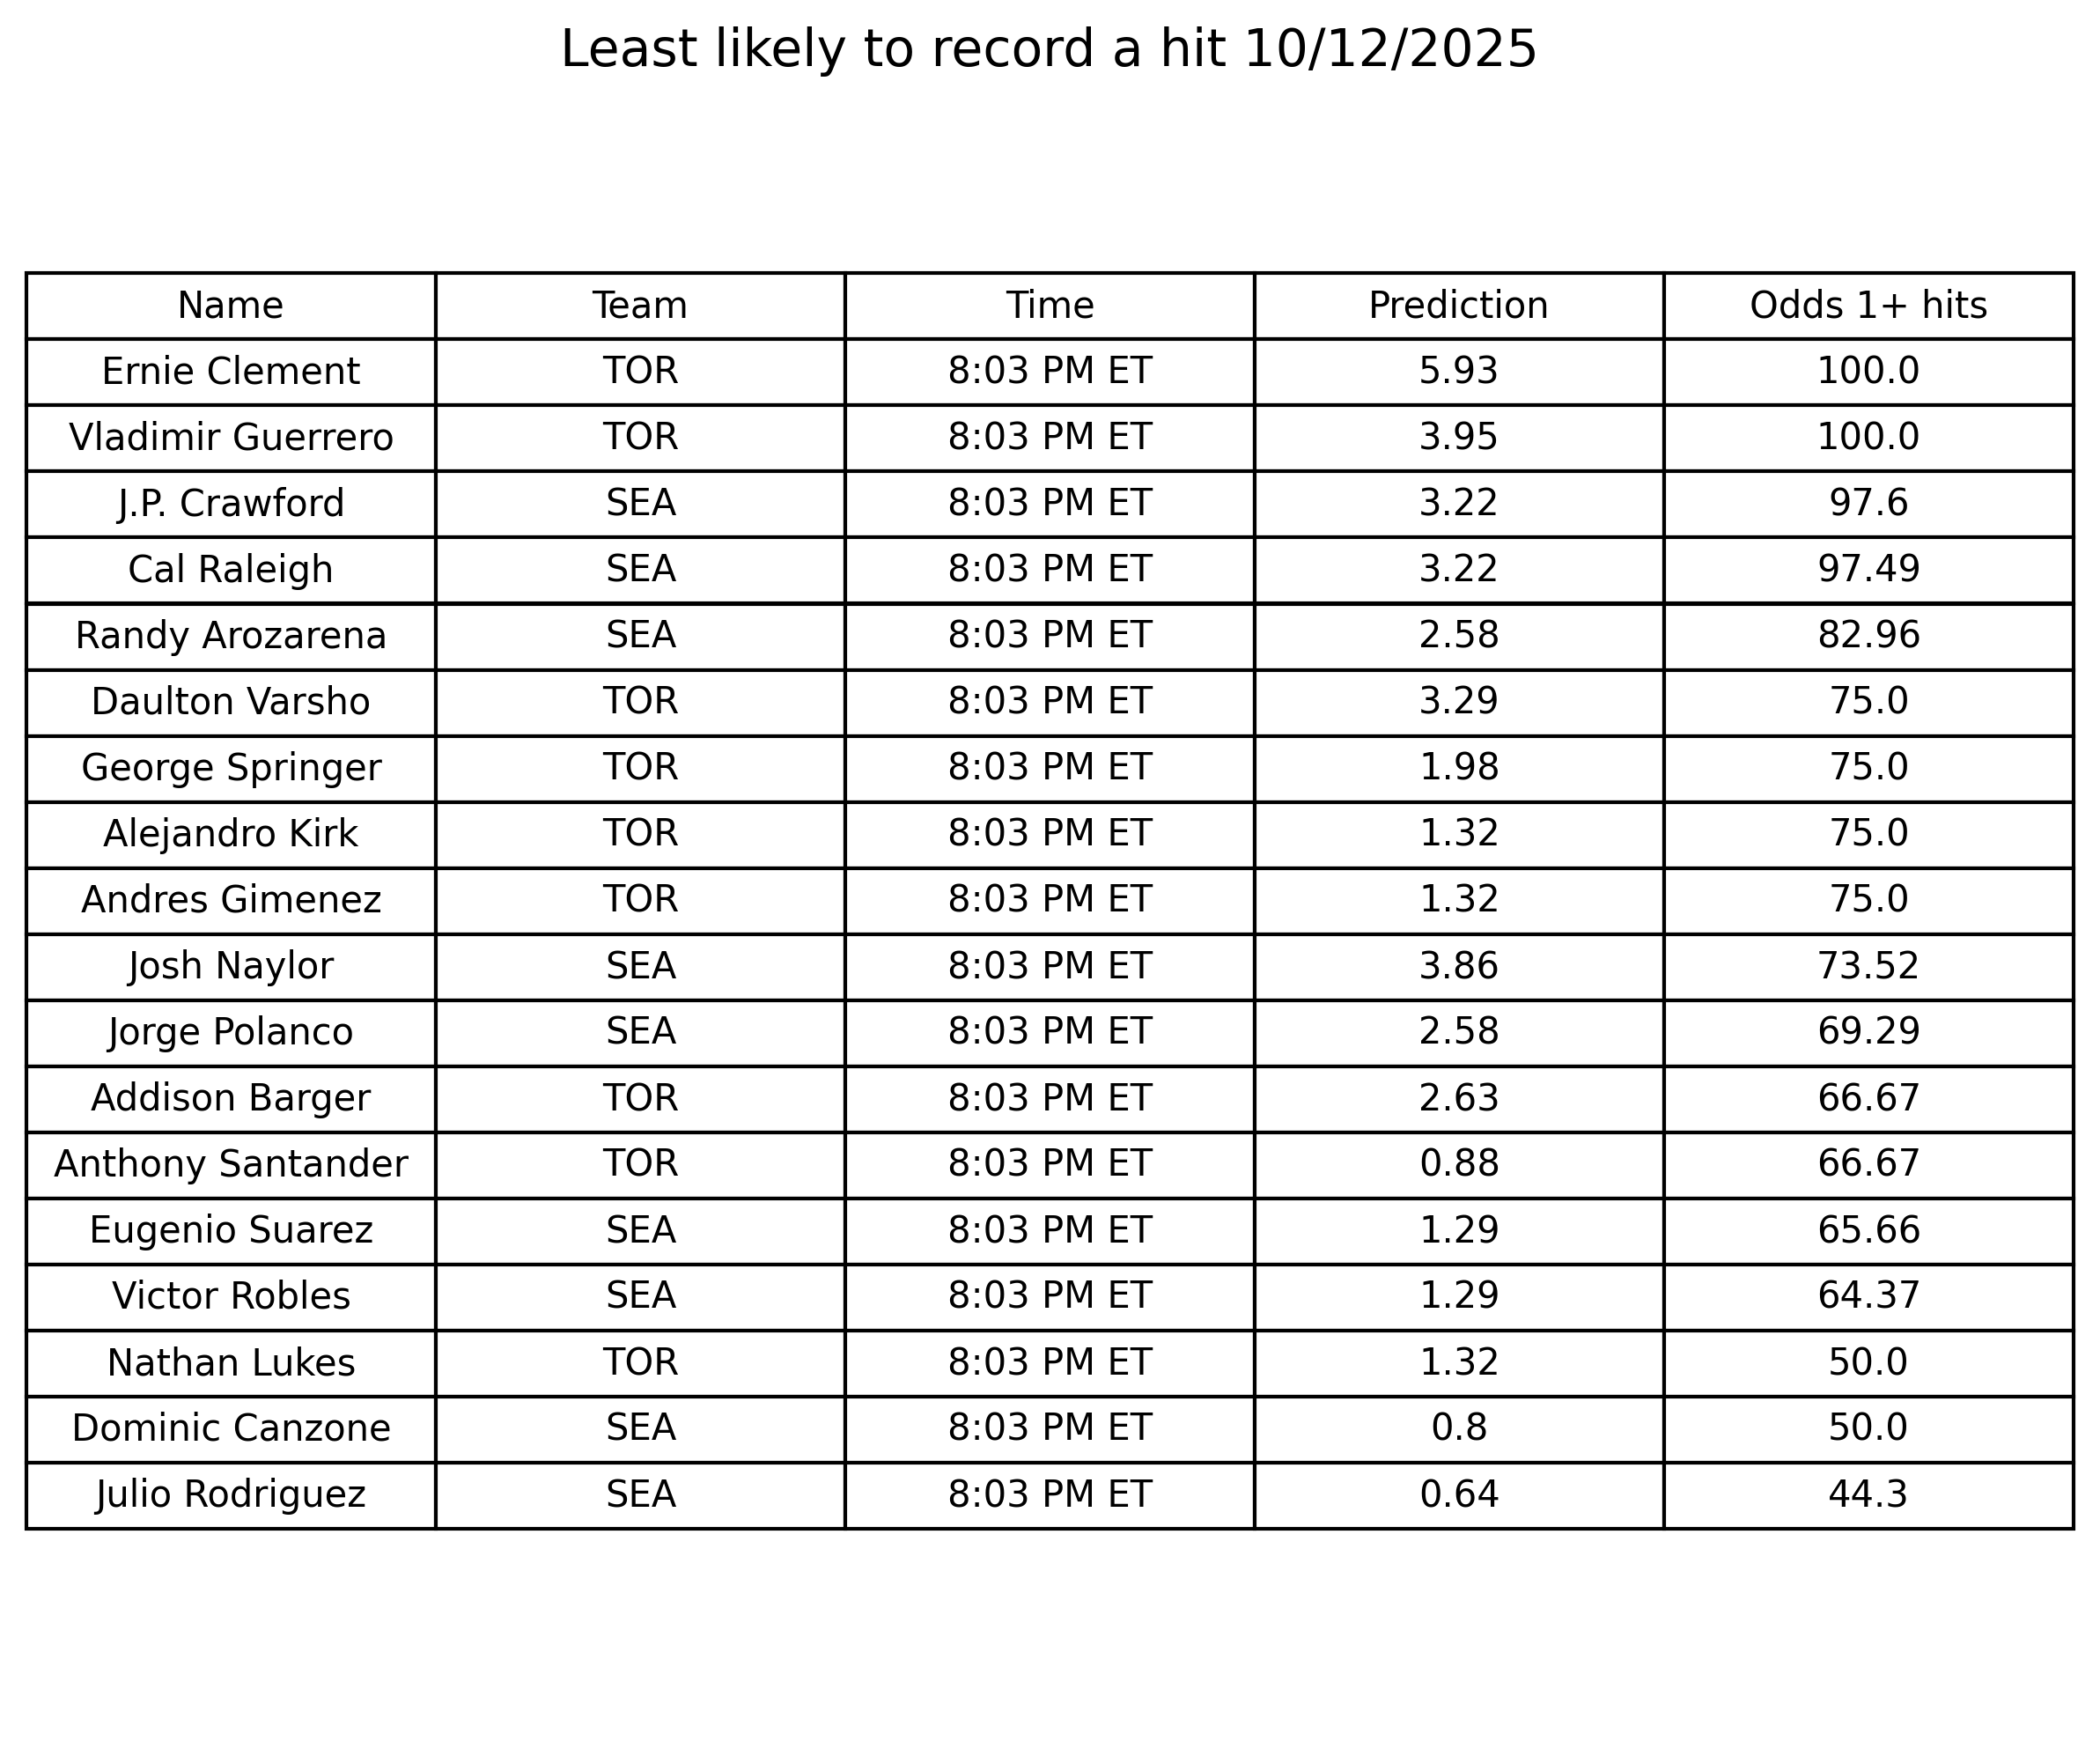 Least likely to record a hit 10/12/2025
Name Team Time Prediction Odds 1+ hits
Ernie Clement TOR 8:03 PM ET 5.93 100.0
Vladimir Guerrero TOR 8:03 PM ET 3.95 100.0
J.P. Crawford SEA 8:03 PM ET 3.22 97.6
Cal Raleigh SEA 8:03 PM ET 3.22 97.49
Randy Arozarena SEA 8:03 PM ET 2.58 82.96
Daulton Varsho TOR 8:03 PM ET 3.29 75.0
George Springer TOR 8:03 PM ET 1.98 75.0
Alejandro Kirk TOR 8:03 PM ET 1.32 75.0
Andres Gimenez TOR 8:03 PM ET 1.32 75.0
Josh Naylor SEA 8:03 PM ET 3.86 73.52
Jorge Polanco SEA 8:03 PM ET 2.58 69.29
Addison Barger TOR 8:03 PM ET 2.63 66.67
Anthony Santander TOR 8:03 PM ET 0.88 66.67
Eugenio Suarez SEA 8:03 PM ET 1.29 65.66
Victor Robles SEA 8:03 PM ET 1.29 64.37
Nathan Lukes TOR 8:03 PM ET 1.32 50.0
Dominic Canzone SEA 8:03 PM ET 0.8 50.0
Julio Rodriguez SEA 8:03 PM ET 0.64 44.3